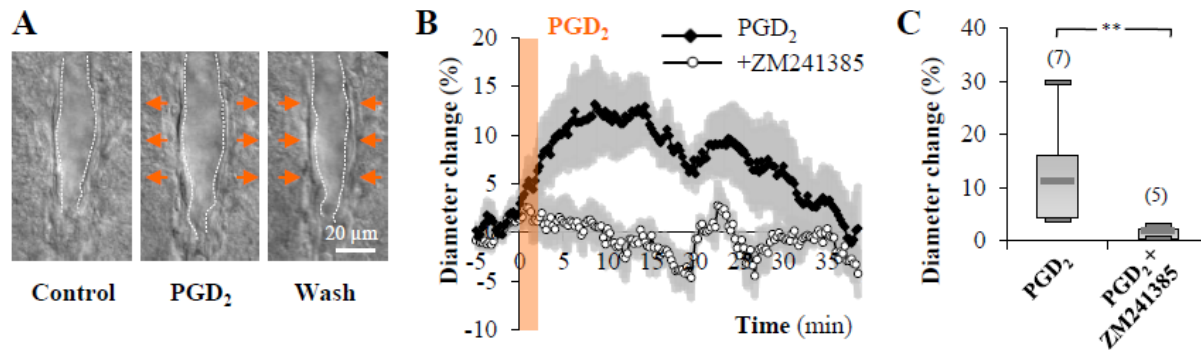 A
Control
PGD2
Wash
20 µm
B
PGD2
PGD2
+ZM241385
Diameter change (%)
20
15
10
5
0
-5
-10
-5 0 5 10 15 20 25 30 35
Time (min)
C
**
(7)
(5)
Diameter change (%)
40
30
20
10
0
PGD2
PGD2 +
ZM241385